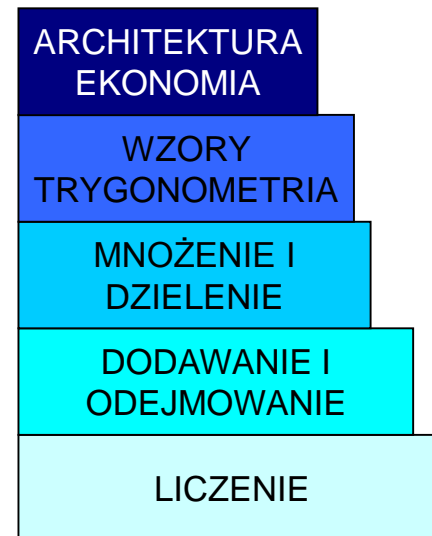 ARCHITEKTURA
EKONOMIA
WZORY
TRYGONOMETRIA
MNOŻENIE I
DZIELENIE
DODAWANIE I
ODEJMOWANIE
LICZENIE